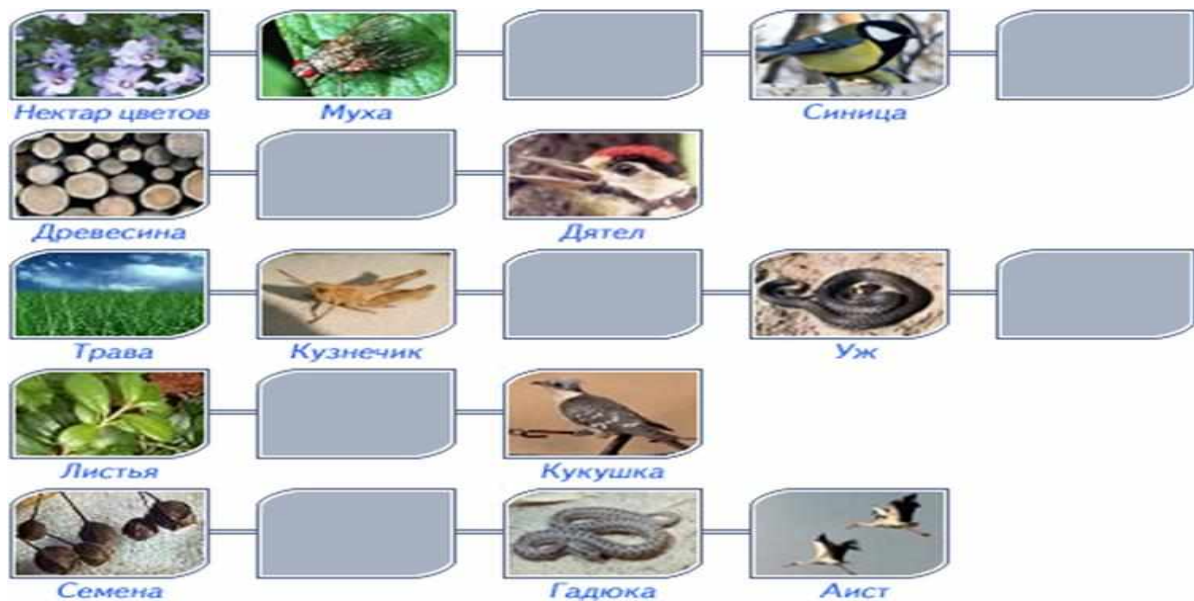 Нектар цветов Муха Синица
Древесина Дятел
Трава Кузнечик Уж
Листья Кукушка
Семена Гадюка Аист